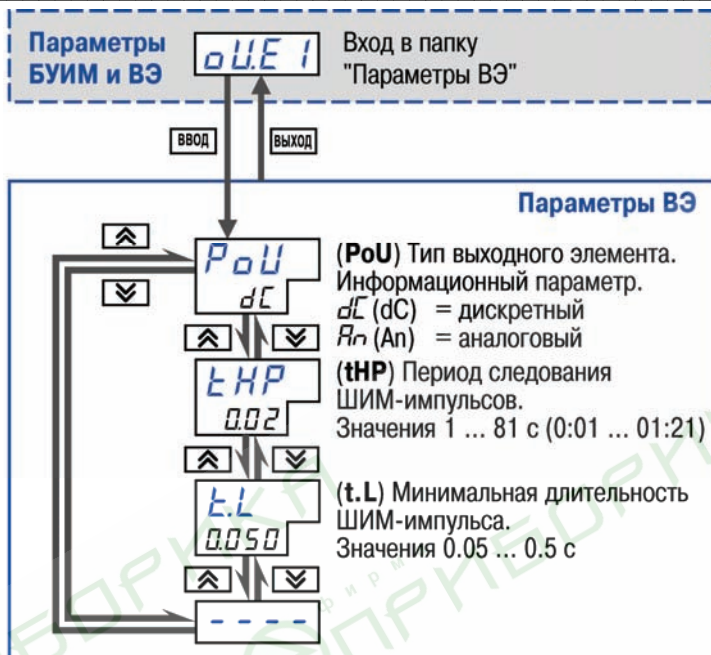 Параметры
БУИМ и ВЭ
oU.E 1
Вход в папку
"Параметры ВЭ"
ВВОД
ВЫХОД
Параметры ВЭ
PoU
dC
(PoU) Тип выходного элемента.
Информационный параметр.
dC (dC) = дискретный
An (An) = аналоговый
tHP
0.02
(tHP) Период следования
ШИМ-импульсов.
Значения 1 ... 81 с (0:01 ... 01:21)
t.L
0.050
(t.L) Минимальная длительность
ШИМ-импульса.
Значения 0.05 ... 0.5 с
- - - -
фирм
ПРИБОРИКА